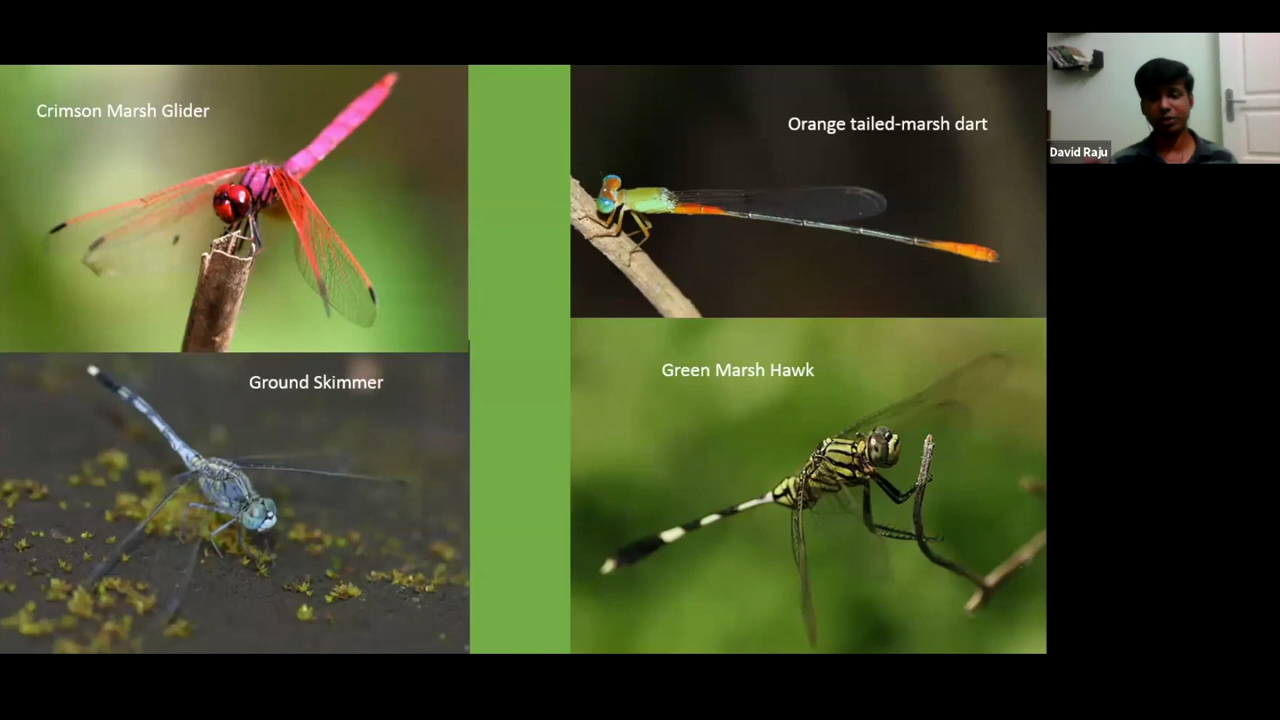 Crimson Marsh Glider
Orange tailed-marsh dart
David Raju
Green Marsh Hawk
Ground Skimmer